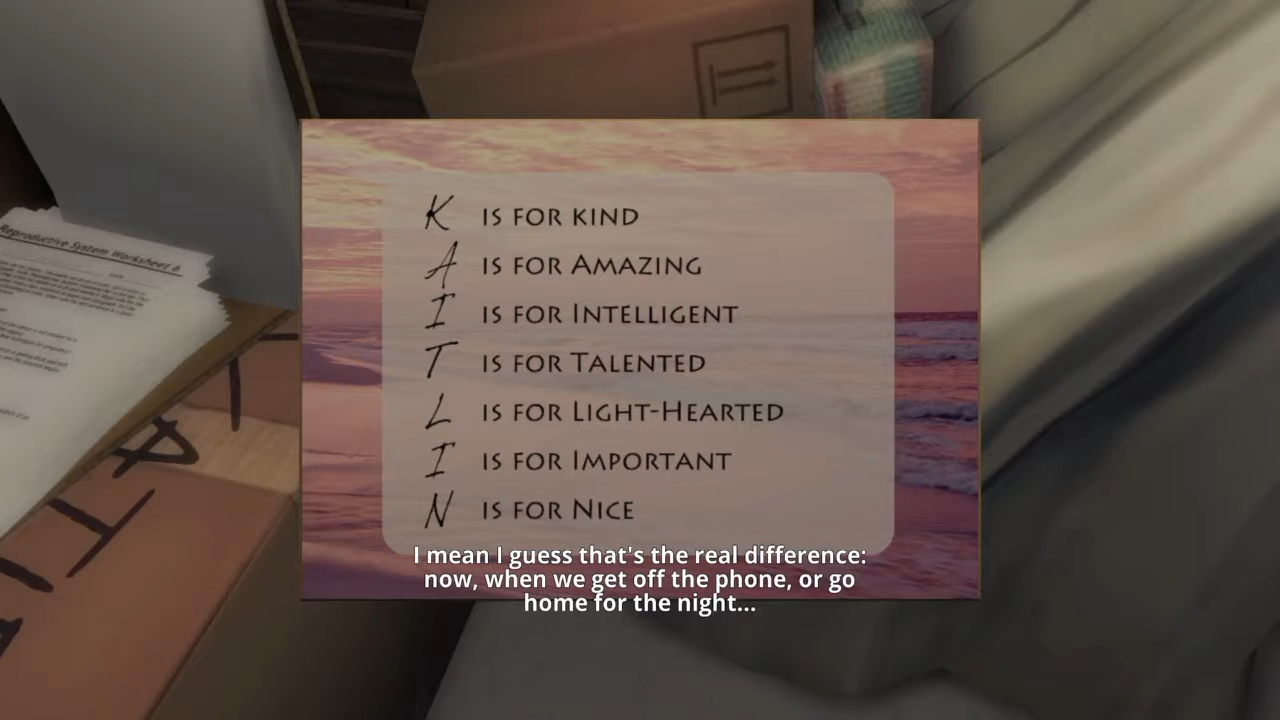 Reproductive System Worksheet 6
K IS FOR KIND
A IS FOR AMAZING
I IS FOR INTELLIGENT
T IS FOR TALENTED
L IS FOR LIGHT-HEARTED
I IS FOR IMPORTANT
N IS FOR NICE
I mean I guess that's the real difference:
now, when we get off the phone, or go
home for the night...